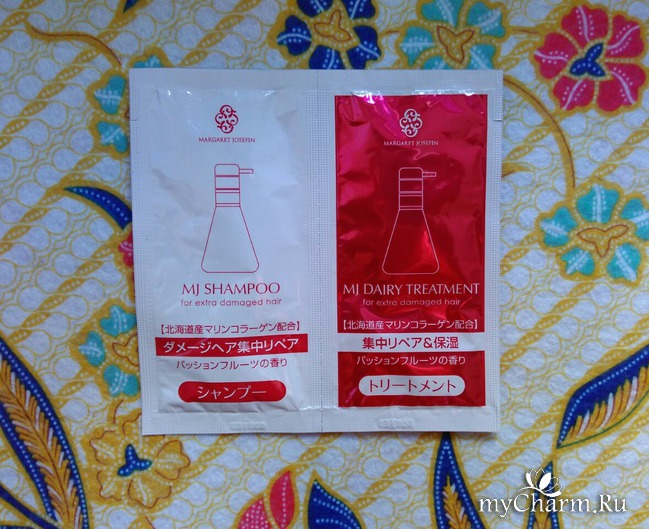 MARGARET JOSEFIN
MJ SHAMPOO
for extra damaged hair
【北海道産マリンコラーゲン配合】
ダメージヘア集中リペア
パッションフルーツの香り
シャンプー
MARGARET JOSEFIN
MJ DAIRY TREATMENT
for extra damaged hair
【北海道産マリンコラーゲン配合】
集中リペア&保湿
パッションフルーツの香り
トリートメント
myCharm.Ru